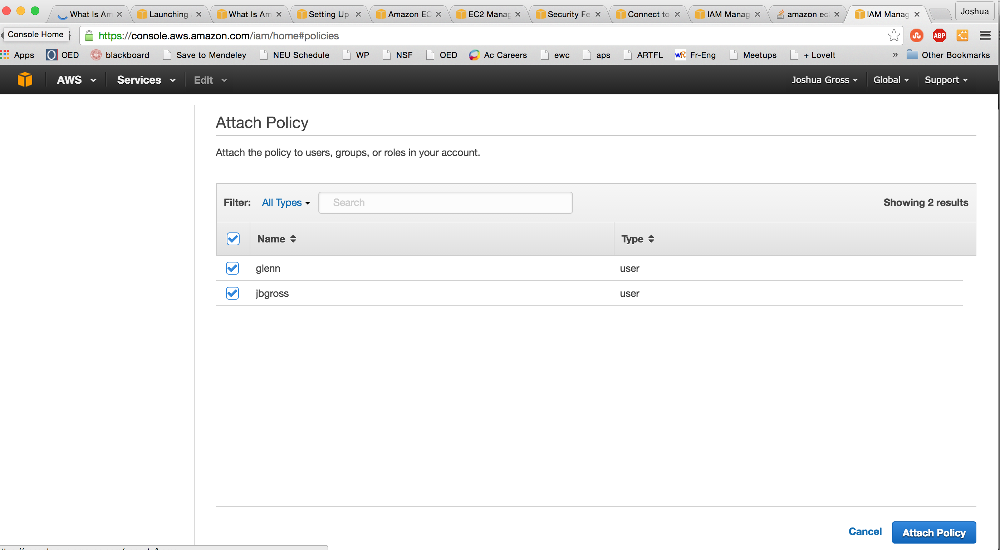 What Is Am Launching What Is Am Setting Up Amazon EC EC2 Manag Security Fe Connect to IAM Manag amazon ec IAM Manag Joshua
Console Home https://console.aws.amazon.com/iam/home#policies ABP
Apps OED blackboard Save to Mendeley NEU Schedule WP NSF OED Ac Careers ewc aps ARTFL WR Fr-Eng Meetups + LoveIt » Other Bookmarks
AWS Services Edit Joshua Gross Global Support
Attach Policy
Attach the policy to users, groups, or roles in your account.
Filter: All Types Search Showing 2 results
Name Type
glenn user
jbgross user
Cancel Attach Policy